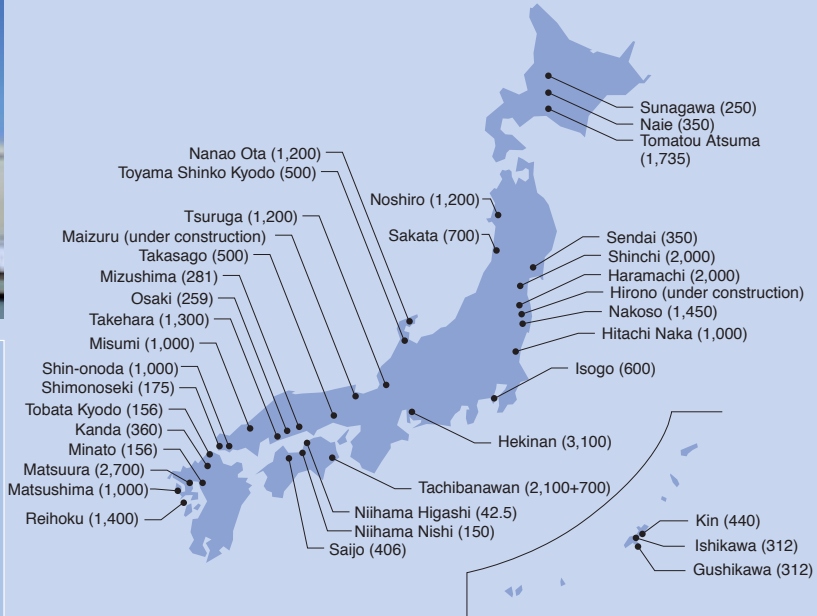 Sunagawa (250)
Naie (350)
Tomatou Atsuma
(1,735)
Nanao Ota (1,200)
Toyama Shinko Kyodo (500)
Noshiro (1,200)
Tsuruga (1,200)
Maizuru (under construction)
Sakata (700)
Takasago (500)
Mizushima (281)
Osaki (259)
Takehara (1,300)
Misumi (1,000)
Shin-onoda (1,000)
Shimonoseki (175)
Tobata Kyodo (156)
Kanda (360)
Minato (156)
Matsuura (2,700)
Matsushima (1,000)
Reihoku (1,400)
Sendai (350)
Shinchi (2,000)
Haramachi (2,000)
Hirono (under construction)
Nakoso (1,450)
Hitachi Naka (1,000)
Isogo (600)
Hekinan (3,100)
Tachibanawan (2,100+700)
Niihama Higashi (42.5)
Niihama Nishi (150)
Saijo (406)
Kin (440)
Ishikawa (312)
Gushikawa (312)